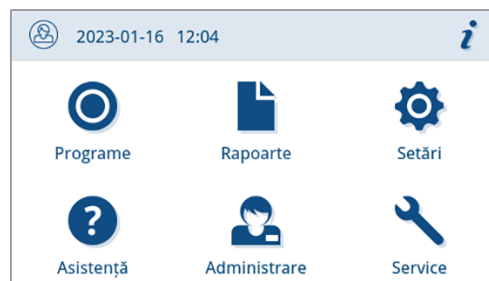 2023-01-16 12:04 i
Programe Rapoarte Setări
? 
Asistență Administrare Service